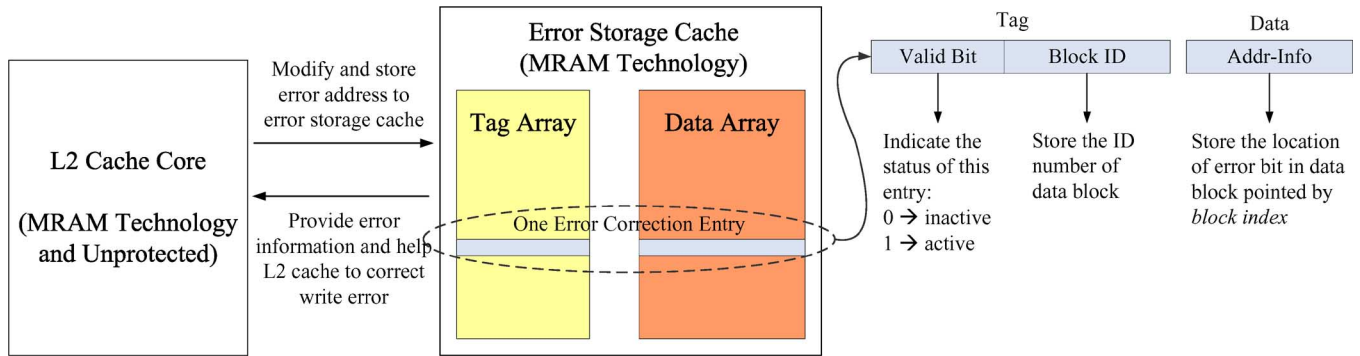 L2 Cache Core
(MRAM Technology
and Unprotected)
Modify and store
error address to
error storage cache
Provide error
information and help
L2 cache to correct
write error
Error Storage Cache
(MRAM Technology)
Tag Array
Data Array
One Error Correction Entry
Tag
Data
Valid Bit
Block ID
Addr-Info
Indicate the
status of this
entry:
0 → inactive
1 → active
Store the ID
number of
data block
Store the location
of error bit in data
block pointed by
block index